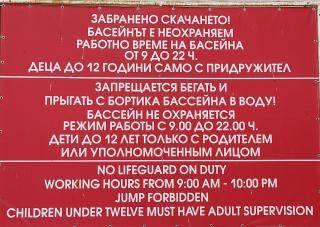 ЗАБРАНЕНО СКАЧАНЕТО!
БАСЕЙНЪТ Е НЕОХРАНЯЕМ
РАБОТНО ВРЕМЕ НА БАСЕЙНА
ОТ 9 ДО 22 Ч.
ДЕЦА ДО 12 ГОДИНИ САМО С ПРИДРУЖИТЕЛ
ЗАПРЕЩАЕТСЯ БЕГАТЬ И
ПРЫГАТЬ С БОРТИКА БАССЕЙНА В ВОДУ!
БАССЕЙН НЕ ОХРАНЯЕТСЯ
РЕЖИМ РАБОТЫ С 9.00 ДО 22.00 Ч.
ДЕТИ ДО 12 ЛЕТ ТОЛЬКО С РОДИТЕЛЕМ
ИЛИ УПОЛНОМОЧЕННЫМ ЛИЦОМ
NO LIFEGUARD ON DUTY
WORKING HOURS FROM 9:00 AM - 10:00 PM
JUMP FORBIDDEN
CHILDREN UNDER TWELVE MUST HAVE ADULT SUPERVISION